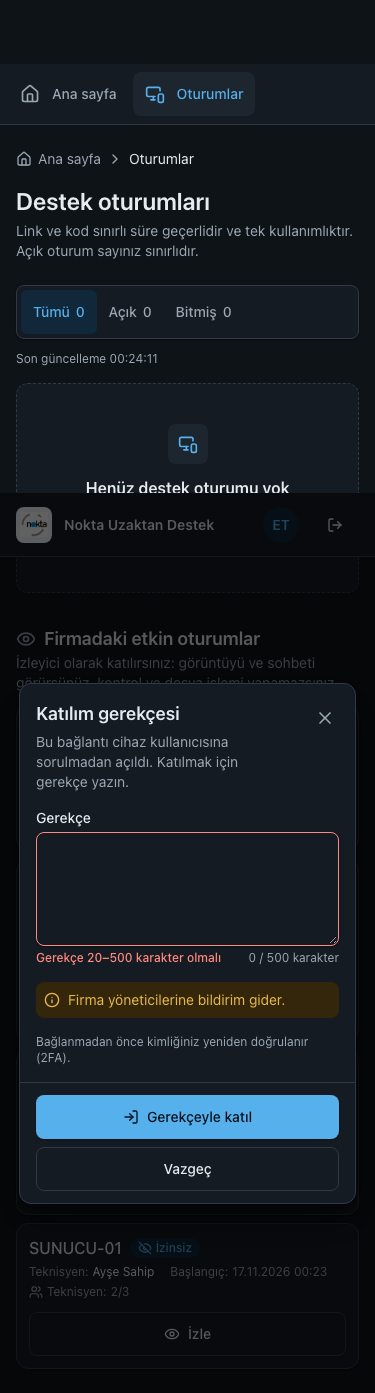 Ana sayfa
Oturumlar
Ana sayfa > Oturumlar
Destek oturumları
Link ve kod sınırlı süre geçerlidir ve tek kullanımlıktır.
Açık oturum sayınız sınırlıdır.
Tümü 0
Açık 0
Bitmiş 0
Son güncelleme 00:24:11
Henüz destek oturumu yok
nokta
Nokta Uzaktan Destek
ET
Firmadaki etkin oturumlar
İzleyici olarak katılırsınız: görüntüyü ve sohbeti
Katılım gerekçesi
Bu bağlantı cihaz kullanıcısına
sorulmadan açıldı. Katılmak için
gerekçe yazın.
Gerekçe
Gerekçe 20–500 karakter olmalı
0 / 500 karakter
Firma yöneticilerine bildirim gider.
Bağlanmadan önce kimliğiniz yeniden doğrulanır
(2FA).
Gerekçeyle katıl
Vazgeç
SUNUCU-01
İzinsiz
Teknisyen: Ayşe Sahip
Başlangıç: 17.11.2026 00:23
Teknisyen: 2/3
İzle